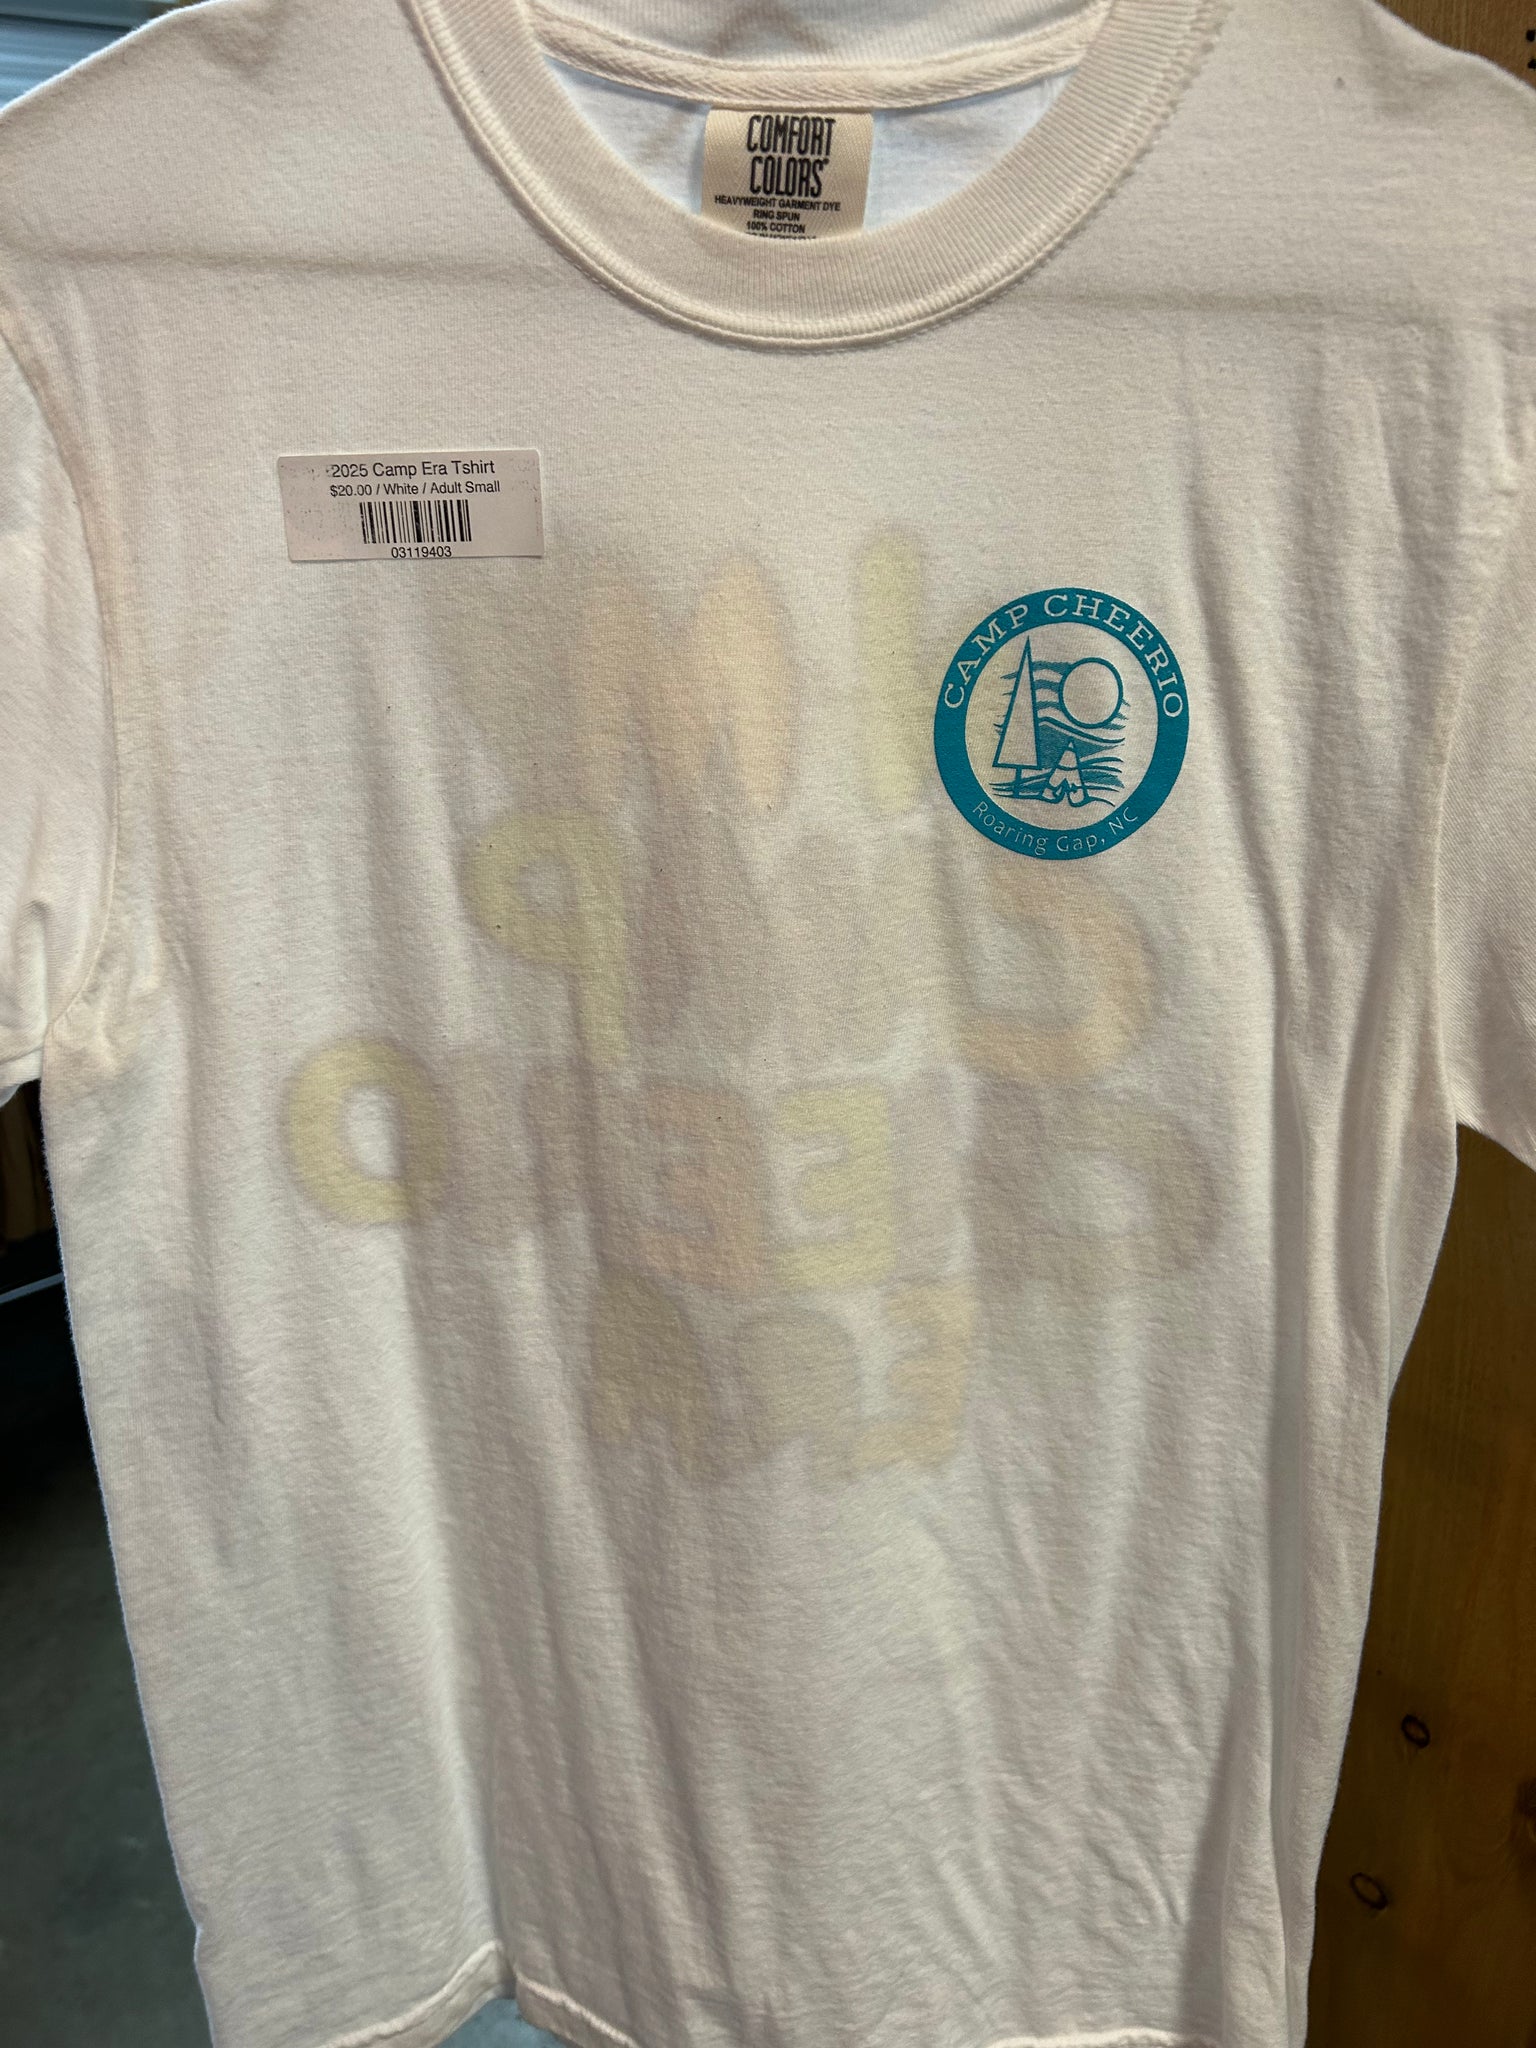 COMFORT
COLORS®
HEAVYWEIGHT GARMENT DYE
RING SPUN
100% COTTON
2025 Camp Era Tshirt
$20.00 / White / Adult Small
03119403
CAMP CHEERIO
Roaring Gap, NC